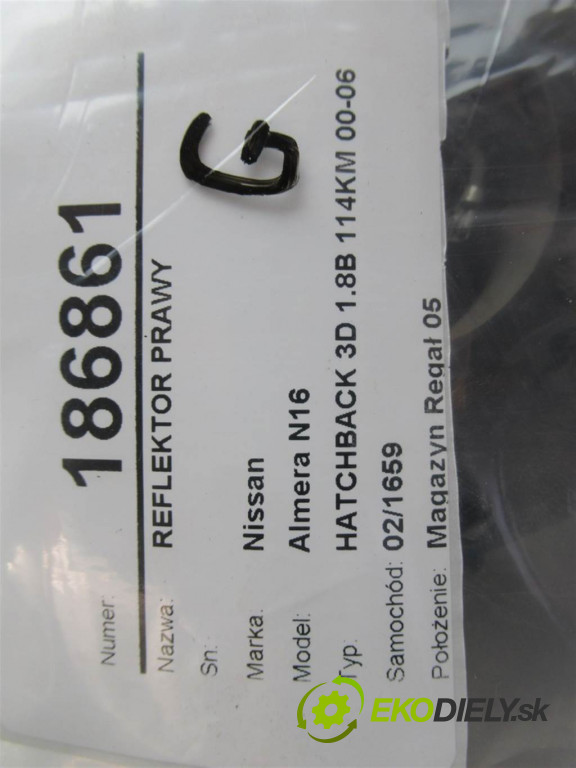 Numer: 186861
Nazwa: REFLEKTOR PRAWY
Sn:
Marka: Nissan
Model: Almera N16
Typ: HATCHBACK 3D 1.8B 114KM 00-06
Samochód: 02/1659
Położenie: Magazyn Regał 05
G
EKODIELY.sk